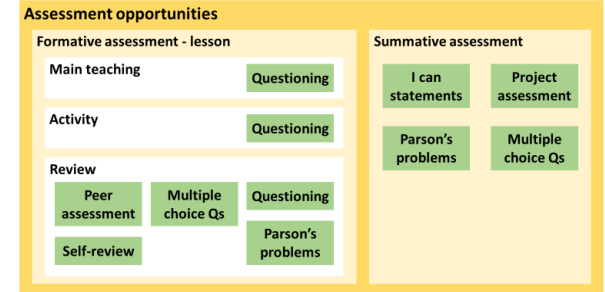 Assessment opportunities
Formative assessment - lesson
Main teaching
Questioning
Activity
Questioning
Review
Peer
assessment
Multiple
choice Qs
Questioning
Self-review
Parson's
problems
Summative assessment
I can
statements
Project
assessment
Parson's
problems
Multiple
choice Qs